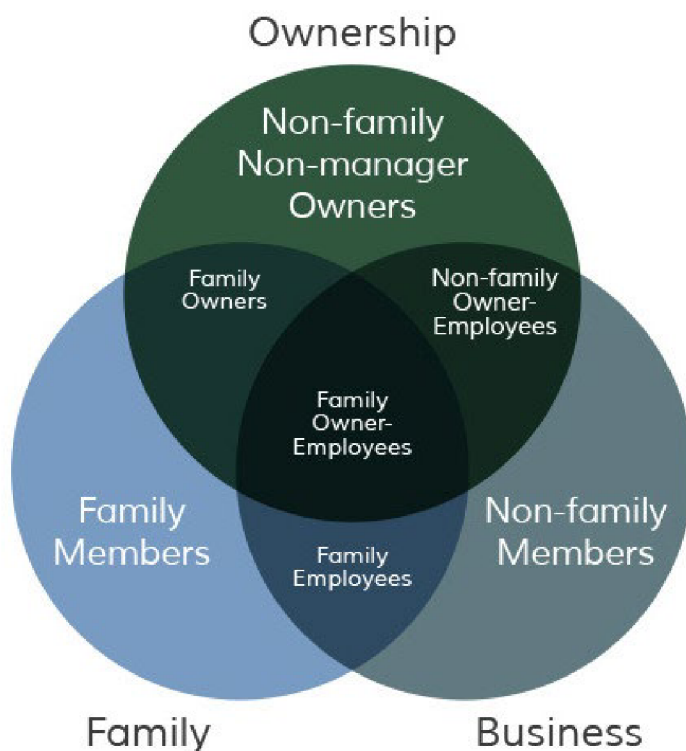 Ownership
Non-family
Non-manager
Owners
Family
Owners
Non-family
Owner-
Employees
Family
Owner-
Employees
Family
Members
Non-family
Members
Family
Employees
Family
Business